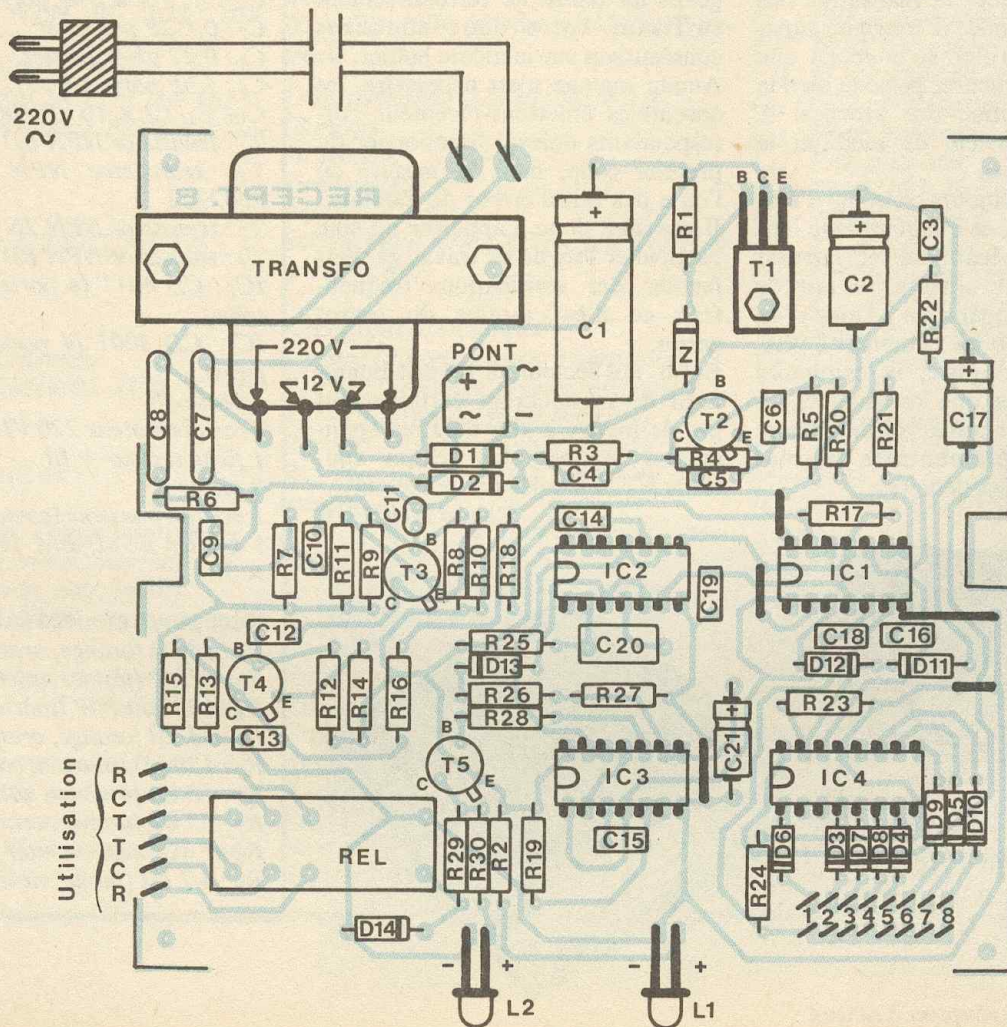 220 V
~
RECEPT. B
TRANSFO
220 V
12 V
PONT
+
~
~
-
C1
+
R1
Z
B C E
T1
+
C2
C3
R22
+
C17
C8
C7
R6
D1
D2
R3
C4
B
T2
C
E
R4
C5
C6
R5
R20
R21
R17
C9
R7
C10
R11
R9
C11
B
T3
C
E
R8
R10
R18
C14
IC2
C19
IC1
C12
R15
R13
B
T4
C
E
C13
R12
R14
R16
R25
D13
R26
R28
C20
R27
C18
C16
D12
D11
R23
B
T5
C
E
IC3
+
C21
IC4
Utilisation
R
C
T
T
C
R
REL
R29
R30
R2
R19
C15
R24
D6
D3
D7
D8
D4
D9
D5
D10
1 2 3 4 5 6 7 8
D14
- +
L2
- +
L1